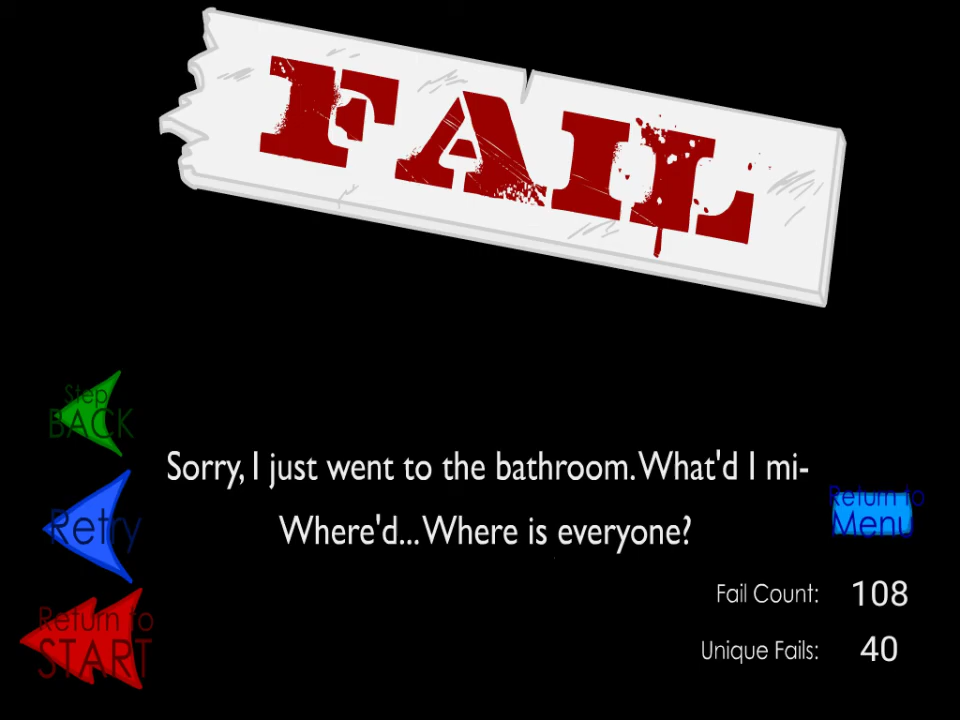 FAIL
Step
BACK
Sorry, I just went to the bathroom. What'd I mi-
Where'd... Where is everyone?
Retry
Return to
Menu
Return to
START
Fail Count: 108
Unique Fails: 40